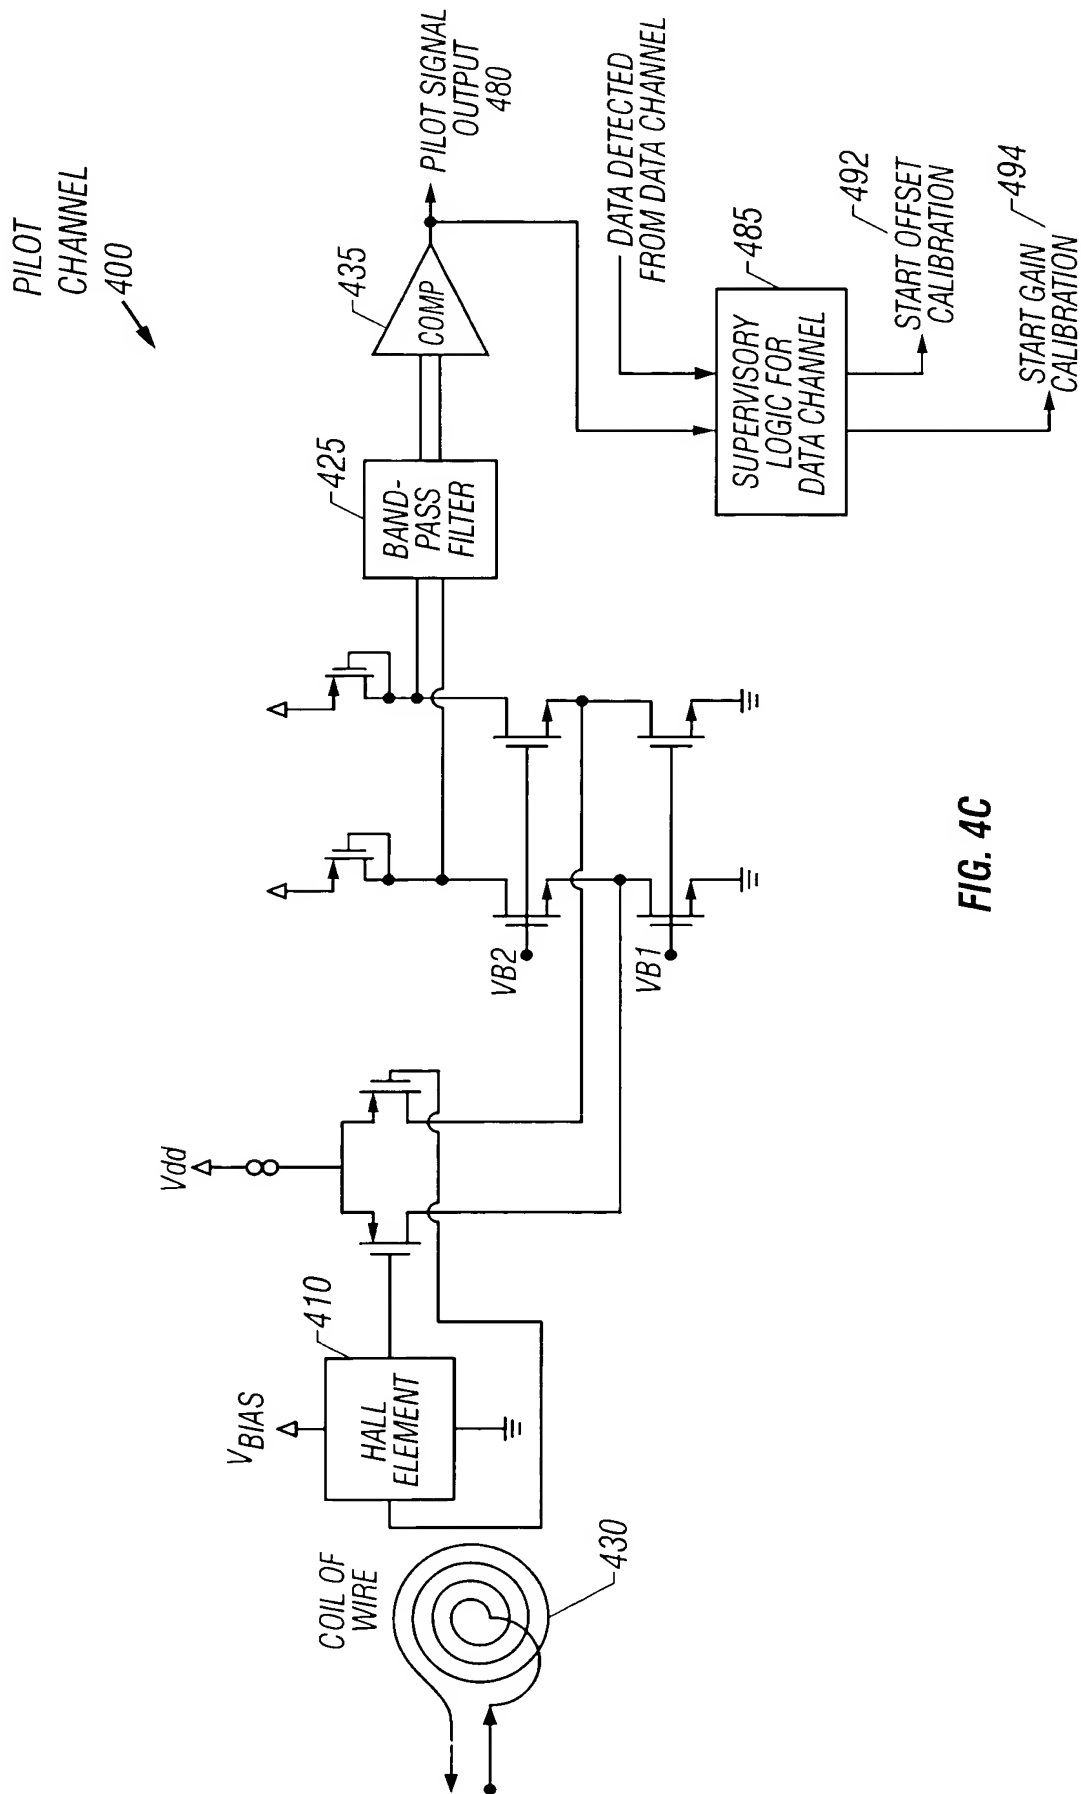 PILOT
CHANNEL
400
COIL OF
WIRE
430
VBIAS
HALL
ELEMENT
410
Vdd
VB2
VB1
BAND-
PASS
FILTER
425
COMP
435
PILOT SIGNAL
OUTPUT
480
DATA DETECTED
FROM DATA CHANNEL
SUPERVISORY
LOGIC FOR
DATA CHANNEL
485
492
START OFFSET
CALIBRATION
494
START GAIN
CALIBRATION
FIG. 4C